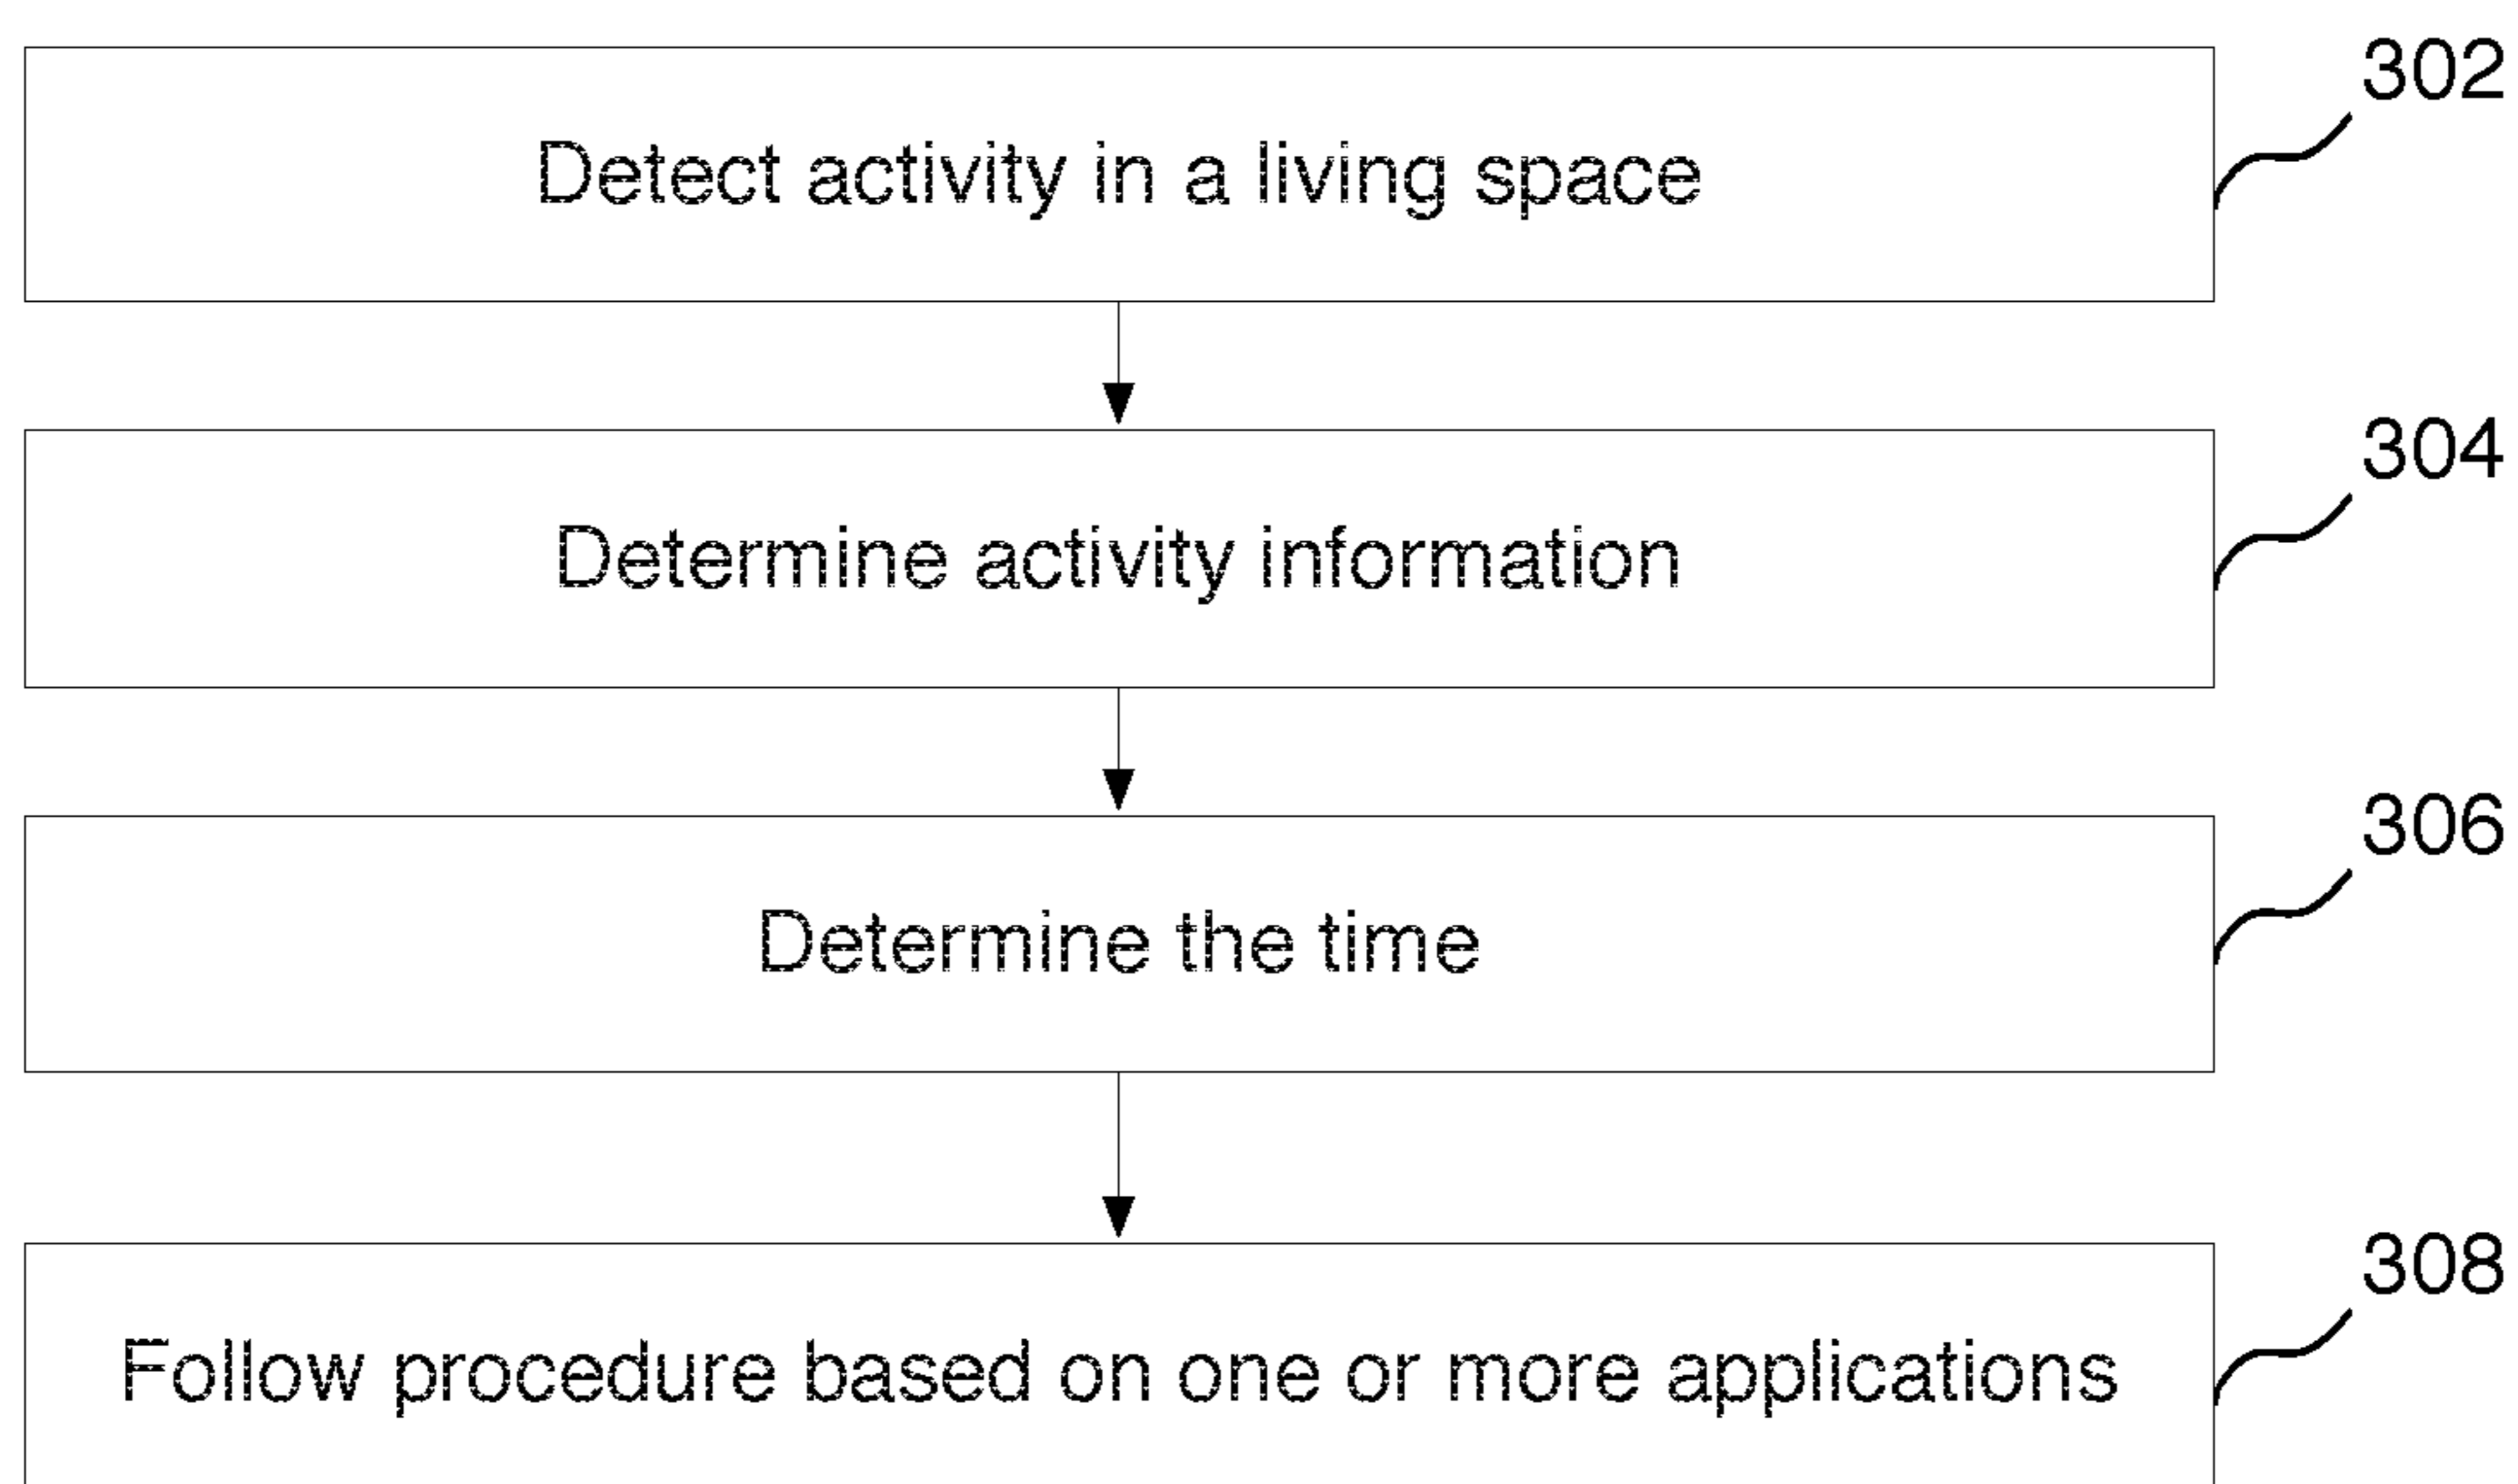 302
Detect activity in a living space
304
Determine activity information
306
Determine the time
308
Follow procedure based on one or more applications